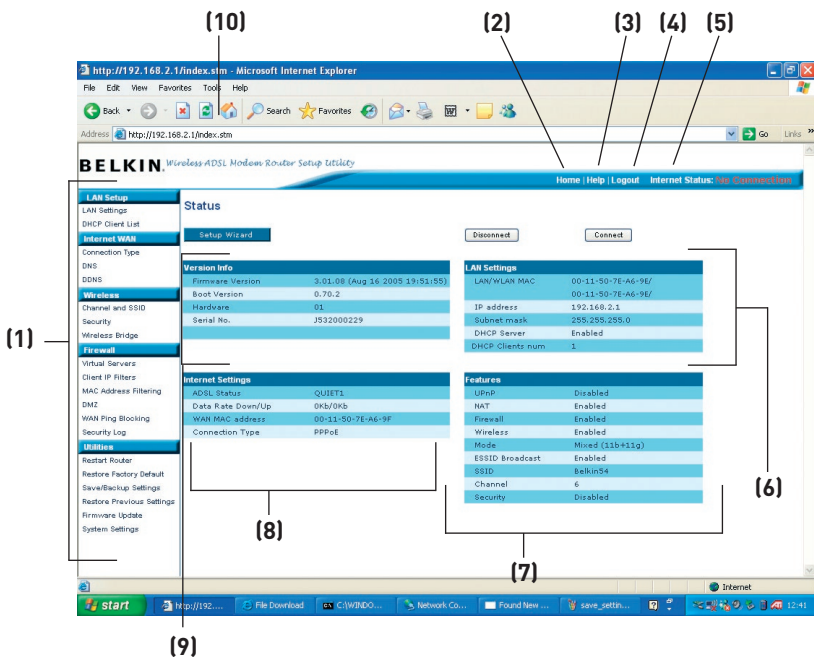 (10)
(2)
(3)
(4)
(5)
http://192.168.2.1/index.stm - Microsoft Internet Explorer
File Edit View Favorites Tools Help
Back Search Favorites
Address http://192.168.2.1/index.stm Go Links »
BELKIN. Wireless ADSL Modem Router Setup Utility
Home | Help | Logout Internet Status: No Connection
LAN Setup
LAN Settings
DHCP Client List
Internet WAN
Connection Type
DNS
DDNS
Wireless
Channel and SSID
Security
Wireless Bridge
Firewall
Virtual Servers
Client IP Filters
MAC Address Filtering
DMZ
WAN Ping Blocking
Security Log
Utilities
Restart Router
Restore Factory Default
Save/Backup Settings
Restore Previous Settings
Firmware Update
System Settings
(1)
Status
Setup Wizard
Disconnect
Connect
Version Info
Firmware Version 3.01.08 (Aug 16 2005 19:51:55)
Boot Version 0.70.2
Hardware 01
Serial No. J532000229
LAN Settings
LAN/WLAN MAC 00-11-50-7E-A6-9E/
00-11-50-7E-A6-9E/
IP address 192.168.2.1
Subnet mask 255.255.255.0
DHCP Server Enabled
DHCP Clients num 1
(6)
Internet Settings
ADSL Status QUIET1
Data Rate Down/Up 0Kb/0Kb
WAN MAC address 00-11-50-7E-A6-9F
Connection Type PPPoE
(8)
Features
UPnP Disabled
NAT Enabled
Firewall Enabled
Wireless Enabled
Mode Mixed (11b+11g)
ESSID Broadcast Enabled
SSID Belkin54
Channel 6
Security Disabled
(7)
Internet
start http://192.... File Download C:\WINDO... Network Co... Found New ... save_settin... 12:41
(9)